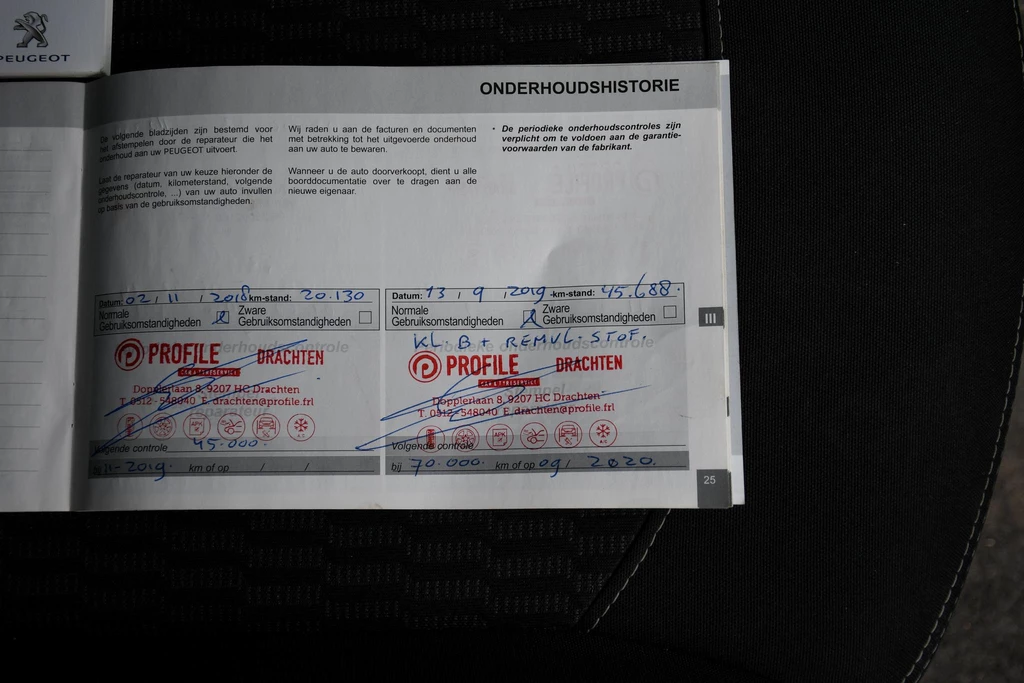 PEUGEOT
ONDERHOUDSHISTORIE
De volgende bladzijden zijn bestemd voor
het afstempelen door de reparateur die het
onderhoud aan uw PEUGEOT uitvoert.
Laat de reparateur van uw keuze hieronder de
gegevens (datum, kilometerstand, volgende
onderhoudscontrole, ...) van uw auto invullen
op basis van de gebruiksomstandigheden.
Wij raden u aan de facturen en documenten
met betrekking tot het uitgevoerde onderhoud
aan uw auto te bewaren.
Wanneer u de auto doorverkoopt, dient u alle
boorddocumentatie over te dragen aan de
nieuwe eigenaar.
• De periodieke onderhoudscontroles zijn
verplicht om te voldoen aan de garantie-
voorwaarden van de fabrikant.
Datum: 02 / 11 / 2018 km-stand: 20.130
Normale
Gebruiksomstandigheden
Zware
Gebruiksomstandigheden
PROFILE DRACHTEN
CAR & TYRESERVICE
Dopplerlaan 8, 9207 HC Drachten
T. 0512-548040 E. drachten@profile.frl
APK
A/C
Volgende controle 45.000.
bij 11-2019. km of op / /
Datum: 13 / 9 / 2019 km-stand: 45.688.
Normale
Gebruiksomstandigheden
Zware
Gebruiksomstandigheden
KL. B + REMVL. STOF.
PROFILE DRACHTEN
CAR & TYRESERVICE
Dopplerlaan 8, 9207 HC Drachten
T. 0512-548040 E. drachten@profile.frl
APK
A/C
Volgende controle
bij 70.000. km of op 09/ 2020.
III
25